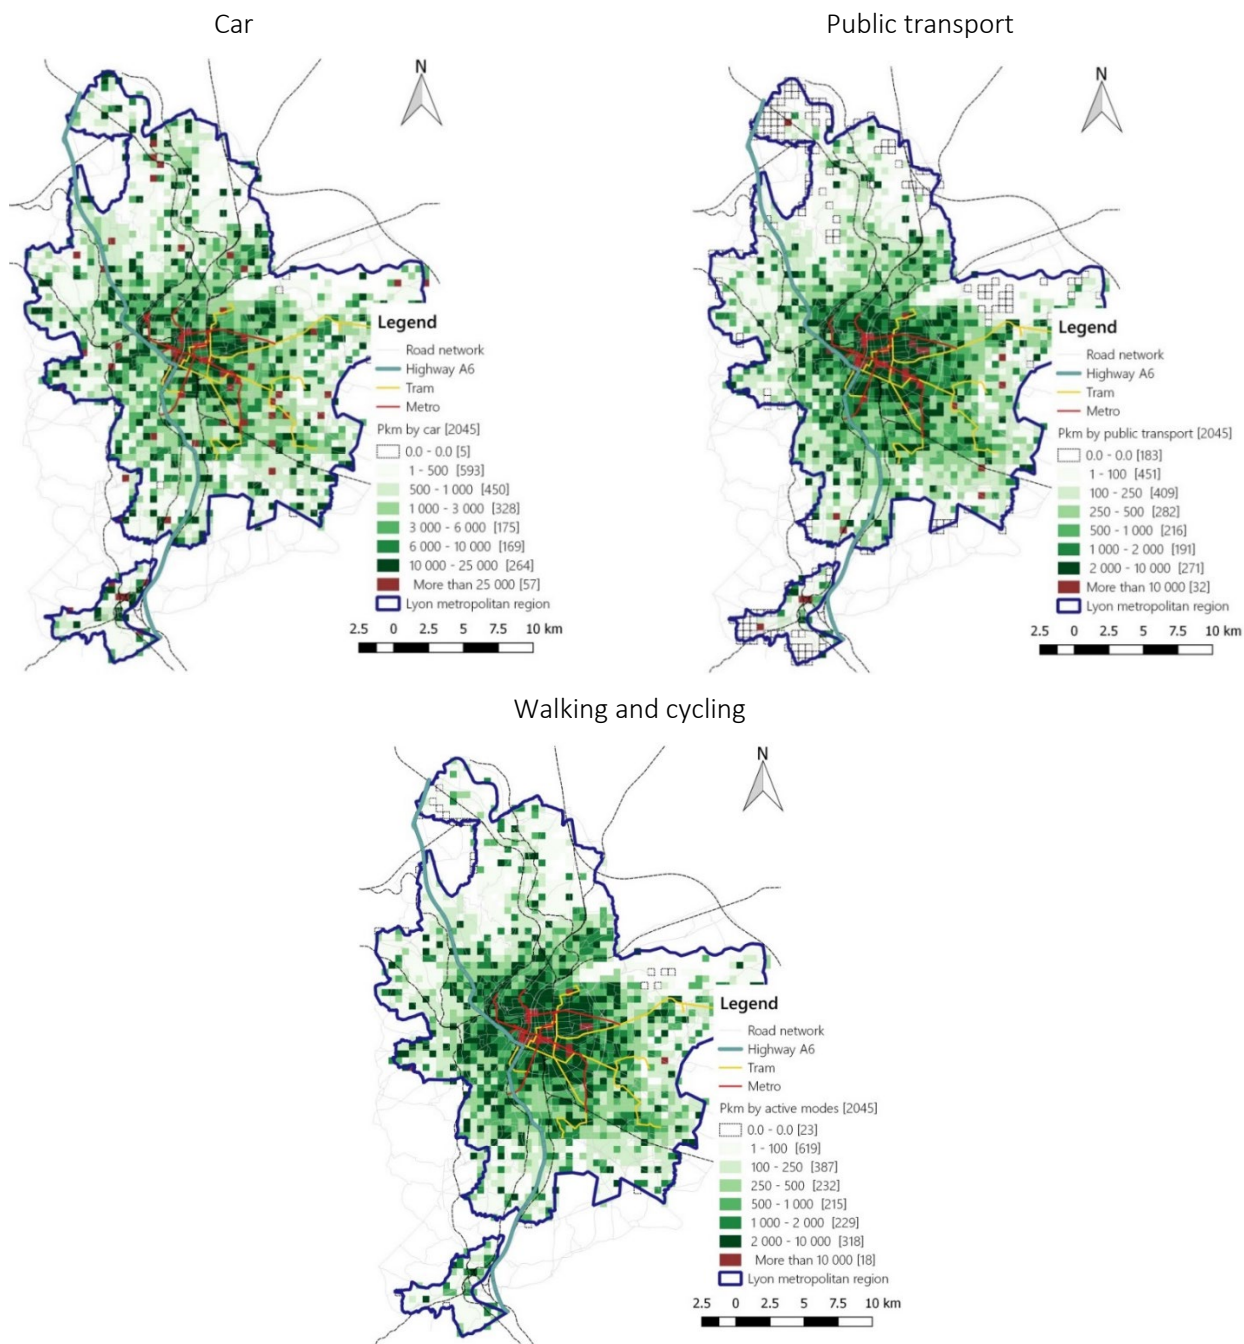 Car
Public transport
N
Legend
Road network
Highway A6
Tram
Metro
Pkm by car [2045]
0.0 - 0.0 [5]
1 - 500 [593]
500 - 1 000 [450]
1 000 - 3 000 [328]
3 000 - 6 000 [175]
6 000 - 10 000 [169]
10 000 - 25 000 [264]
More than 25 000 [57]
Lyon metropolitan region
2.5 0 2.5 5 7.5 10 km
N
Legend
Road network
Highway A6
Tram
Metro
Pkm by public transport [2045]
0.0 - 0.0 [183]
1 - 100 [451]
100 - 250 [409]
250 - 500 [282]
500 - 1 000 [216]
1 000 - 2 000 [191]
2 000 - 10 000 [271]
More than 10 000 [32]
Lyon metropolitan region
2.5 0 2.5 5 7.5 10 km
Walking and cycling
N
Legend
Road network
Highway A6
Tram
Metro
Pkm by active modes [2045]
0.0 - 0.0 [23]
1 - 100 [619]
100 - 250 [387]
250 - 500 [232]
500 - 1 000 [215]
1 000 - 2 000 [229]
2 000 - 10 000 [318]
More than 10 000 [18]
Lyon metropolitan region
2.5 0 2.5 5 7.5 10 km